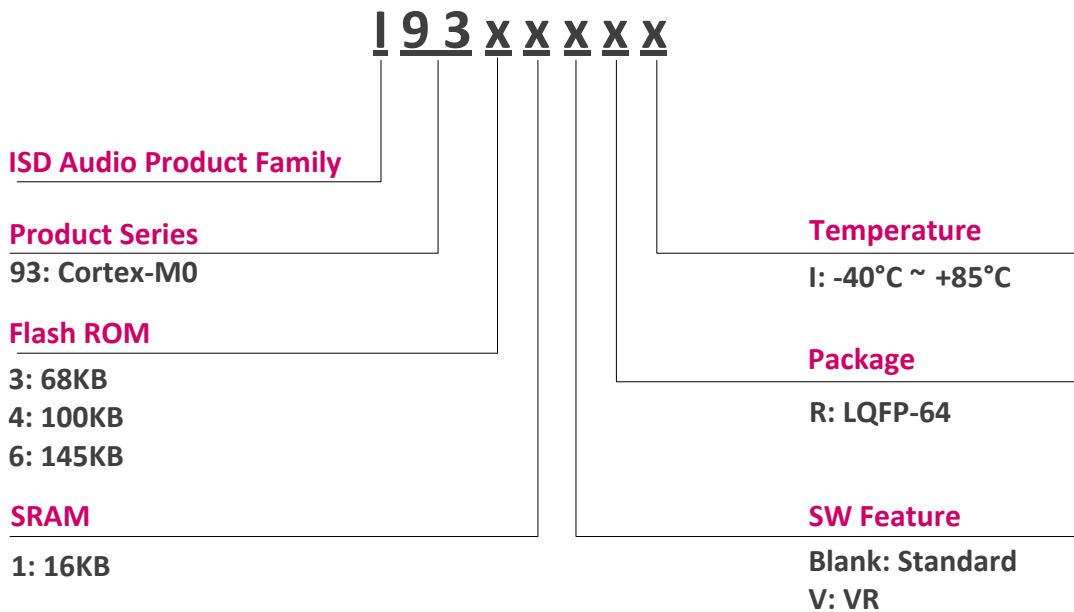 I 9 3 x x x x x
ISD Audio Product Family
Product Series
93: Cortex-M0
Flash ROM
3: 68KB
4: 100KB
6: 145KB
SRAM
1: 16KB
Temperature
I: -40°C ~ +85°C
Package
R: LQFP-64
SW Feature
Blank: Standard
V: VR